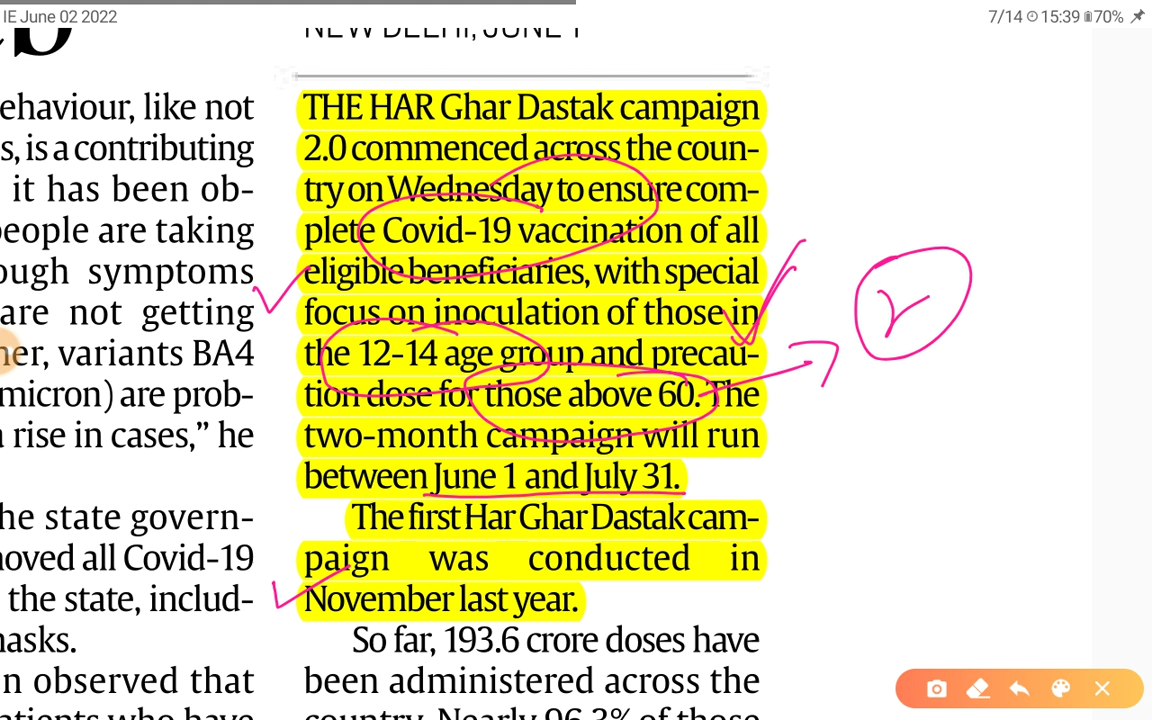 IE June 02 2022
7/14 15:39 70%
NEW DELHI, JUNE 1
ehaviour, like not
s, is a contributing
it has been ob-
people are taking
ough symptoms
are not getting
her, variants BA4
micron) are prob-
rise in cases,” he
he state govern-
moved all Covid-19
the state, includ-
masks.
n observed that
THE HAR Ghar Dastak campaign
2.0 commenced across the coun-
try on Wednesday to ensure com-
plete Covid-19 vaccination of all
eligible beneficiaries, with special
focus on inoculation of those in
the 12-14 age group and precau-
tion dose for those above 60. The
two-month campaign will run
between June 1 and July 31.
The first Har Ghar Dastak cam-
paign was conducted in
November last year.
So far, 193.6 crore doses have
been administered across the
country. Nearly 96.3% of those